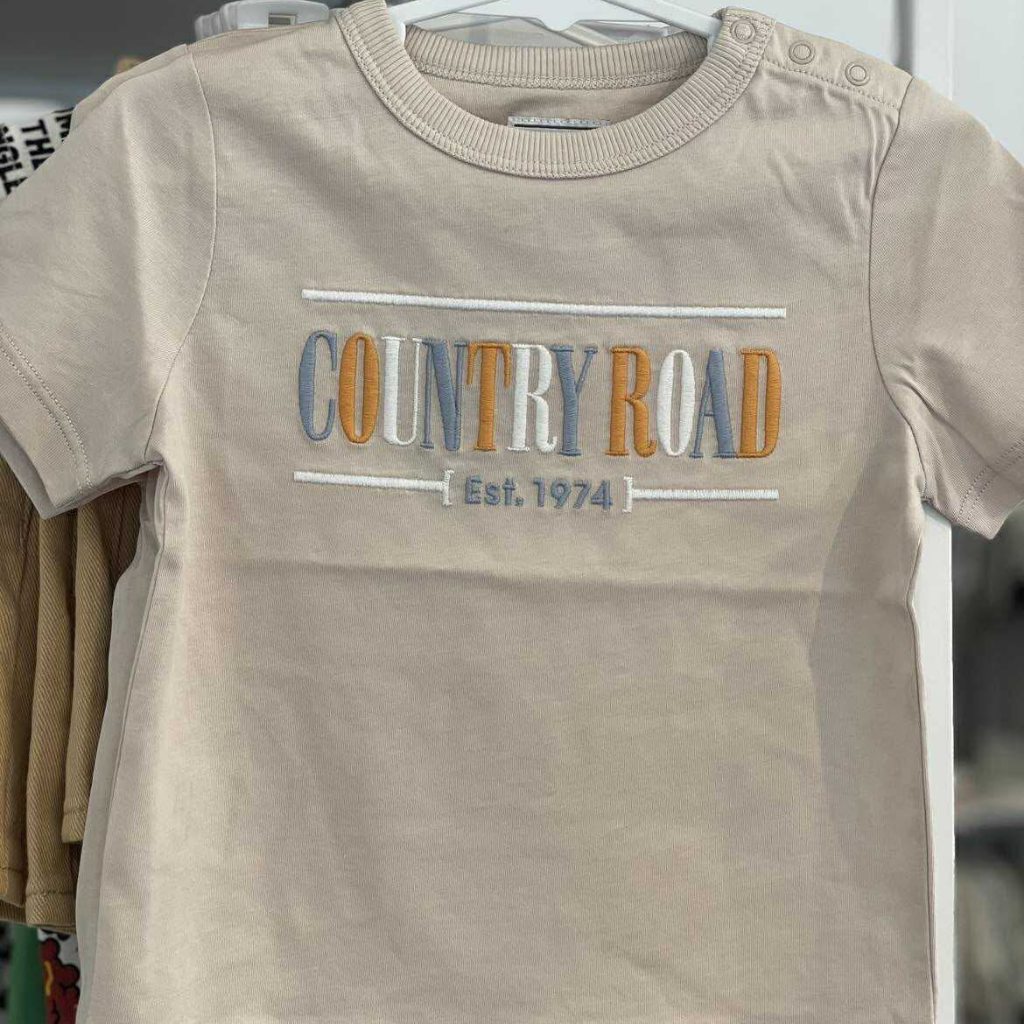 COUNTRY ROAD
[Est. 1974]